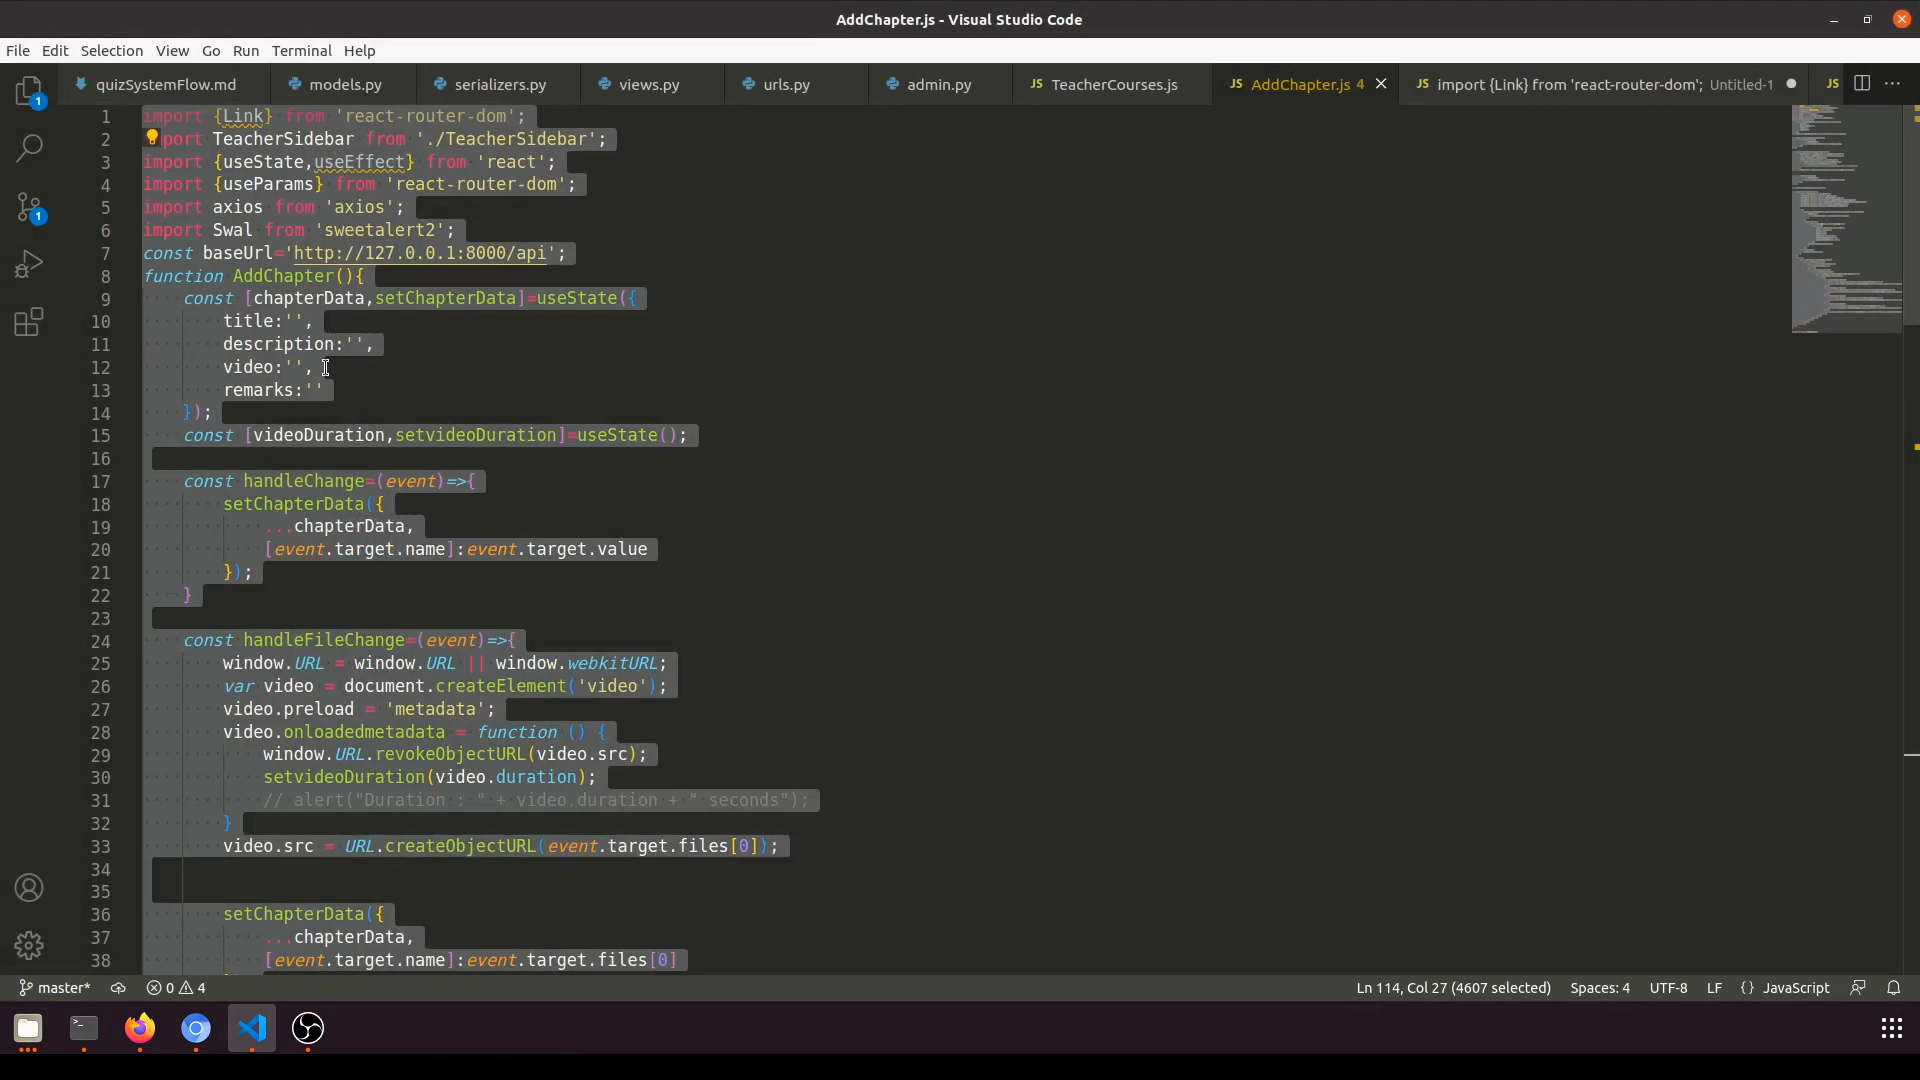 AddChapter.js - Visual Studio Code
File Edit Selection View Go Run Terminal Help
quizSystemFlow.md models.py serializers.py views.py urls.py admin.py JS TeacherCourses.js JS AddChapter.js 4 JS import {Link} from 'react-router-dom'; Untitled-1 JS
1 import {Link} from 'react-router-dom';
2 port TeacherSidebar from './TeacherSidebar';
3 import {useState,useEffect} from 'react';
4 import {useParams} from 'react-router-dom';
5 import axios from 'axios';
6 import Swal from 'sweetalert2';
7 const baseUrl='http://127.0.0.1:8000/api';
8 function AddChapter(){
9 const [chapterData,setChapterData]=useState({
10 title:'',
11 description:'',
12 video:'',
13 remarks:''
14 });
15 const [videoDuration,setvideoDuration]=useState();
16
17 const handleChange=(event)=>{
18 setChapterData({
19 ...chapterData,
20 [event.target.name]:event.target.value
21 });
22 }
23
24 const handleFileChange=(event)=>{
25 window.URL = window.URL || window.webkitURL;
26 var video = document.createElement('video');
27 video.preload = 'metadata';
28 video.onloadedmetadata = function () {
29 window.URL.revokeObjectURL(video.src);
30 setvideoDuration(video.duration);
31 // alert("Duration : " + video.duration + " seconds");
32 }
33 video.src = URL.createObjectURL(event.target.files[0]);
34
35
36 setChapterData({
37 ...chapterData,
38 [event.target.name]:event.target.files[0]
1
1
master* 0 4 Ln 114, Col 27 (4607 selected) Spaces: 4 UTF-8 LF {} JavaScript